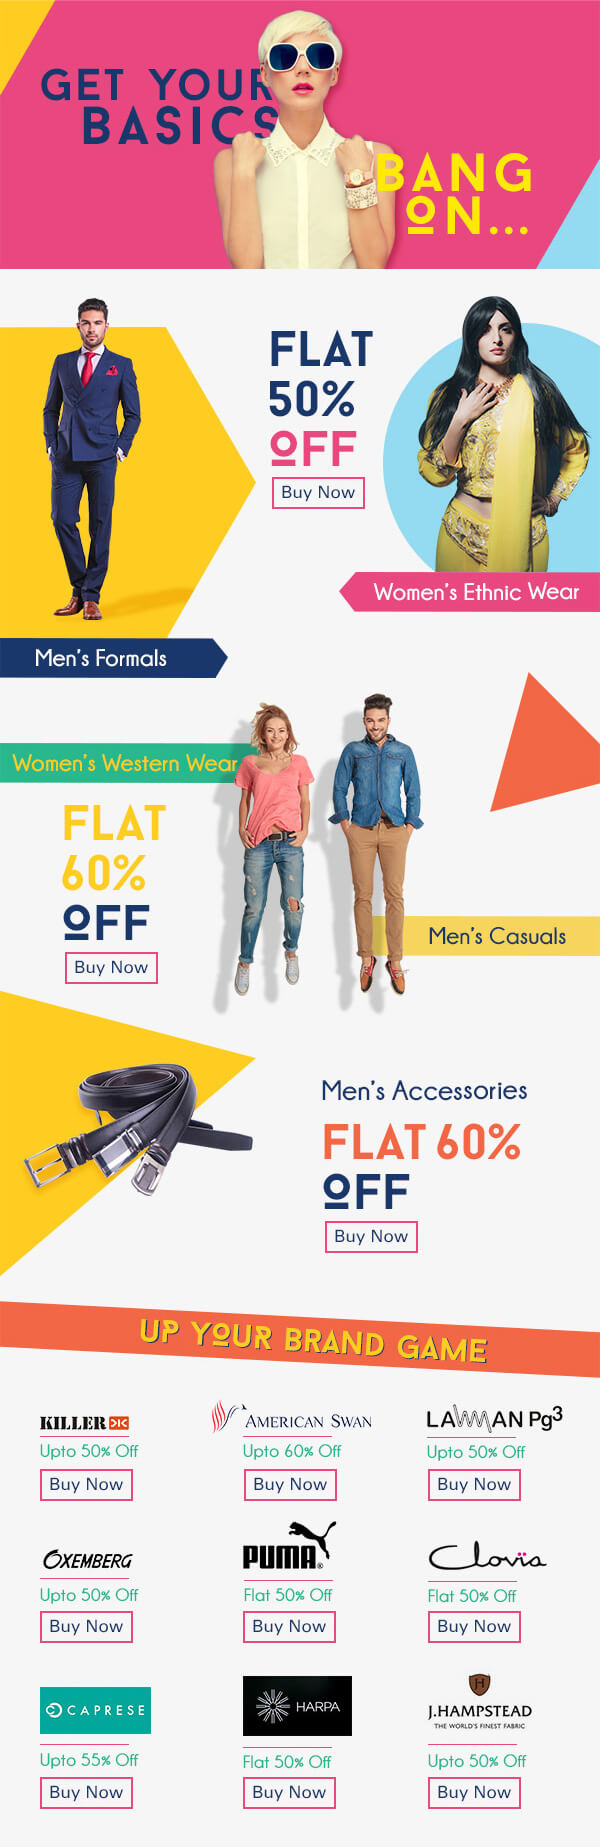 GET YOUR
BASICS
BANG
ON...
FLAT
50%
OFF
Buy Now
Women's Ethnic Wear
Men's Formals
Women's Western Wear
FLAT
60%
OFF
Buy Now
Men's Casuals
Men's Accessories
FLAT 60%
OFF
Buy Now
UP YOUR BRAND GAME
KILLER
AMERICAN SWAN
LAWMAN Pg3
Upto 50% Off
Upto 60% Off
Upto 50% Off
Buy Now
Buy Now
Buy Now
OXEMBERG
PUMA®
Clovia
Upto 50% Off
Flat 50% Off
Flat 50% Off
Buy Now
Buy Now
Buy Now
CAPRESE
HARPA
H
J.HAMPSTEAD
THE WORLD'S FINEST FABRIC
Upto 55% Off
Flat 50% Off
Upto 50% Off
Buy Now
Buy Now
Buy Now